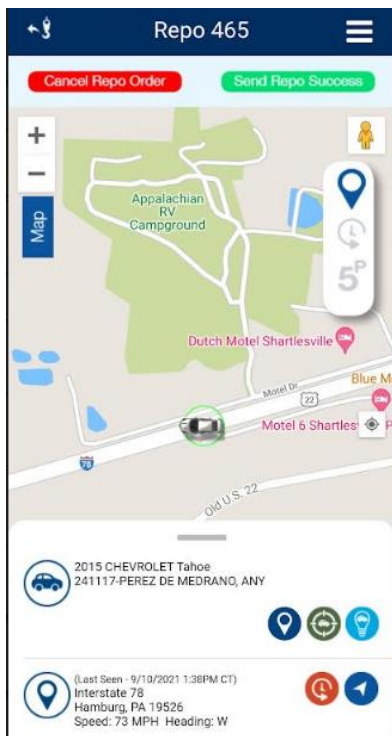 Repo 465
Cancel Repo Order
Send Repo Success
+
−
Map
Appalachian
RV
Campground
5P
Dutch Motel Shartlesville
Motel Dr
Blue M
22
Motel 6 Shartles P
78
Old U.S. 22
2015 CHEVROLET Tahoe
241117-PEREZ DE MEDRANO, ANY
(Last Seen - 9/10/2021 1:38PM CT)
Interstate 78
Hamburg, PA 19526
Speed: 73 MPH Heading: W